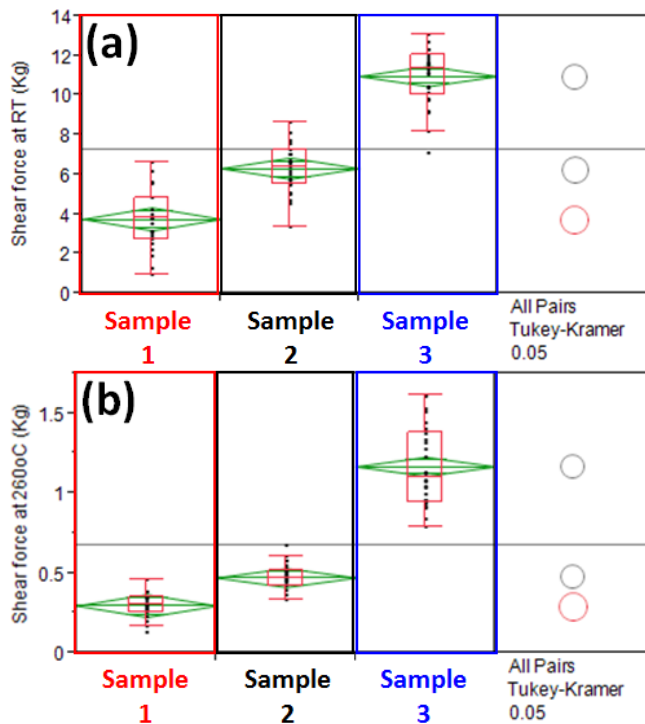 (a)
Shear force at RT (Kg)
14
12
10
8
6
4
2
0
Sample
1
Sample
2
Sample
3
All Pairs
Tukey-Kramer
0.05
(b)
Shear force at 260oC (Kg)
1.5
1
0.5
0
Sample
1
Sample
2
Sample
3
All Pairs
Tukey-Kramer
0.05